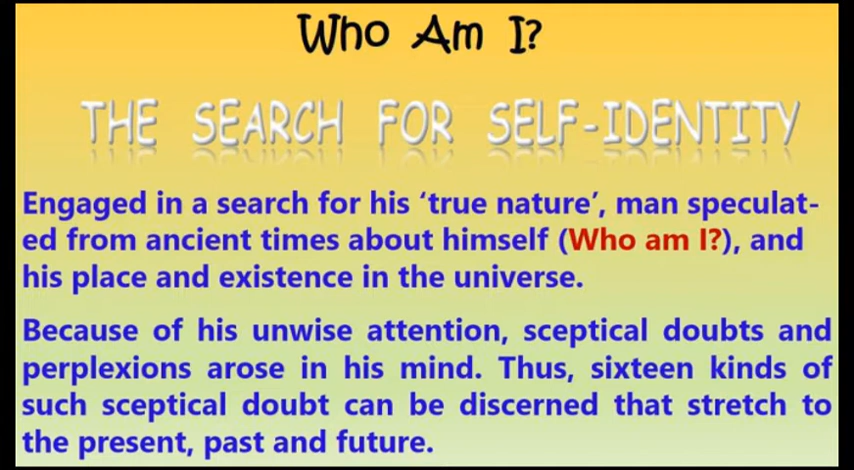 Who Am I?
THE SEARCH FOR SELF-IDENTITY
Engaged in a search for his ‘true nature’, man speculat-
ed from ancient times about himself (Who am I?), and
his place and existence in the universe.
Because of his unwise attention, sceptical doubts and
perplexions arose in his mind. Thus, sixteen kinds of
such sceptical doubt can be discerned that stretch to
the present, past and future.